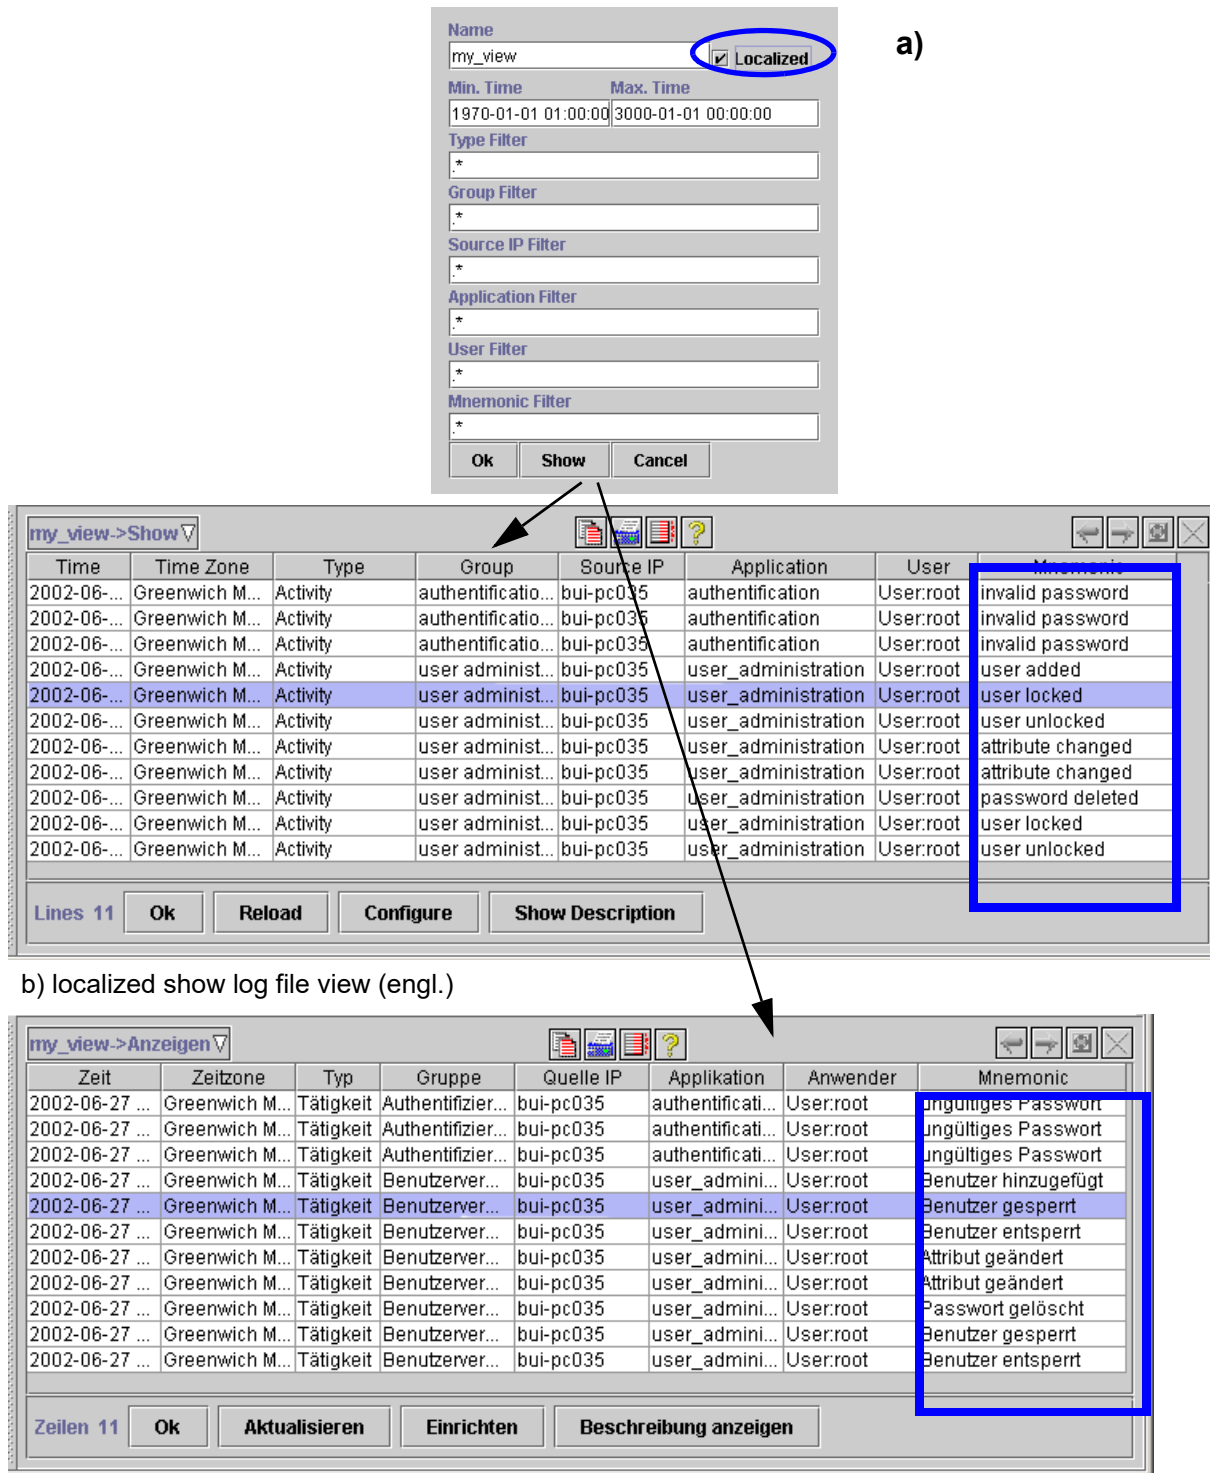 Name
a)
my_view Localized
Min. Time Max. Time
1970-01-01 01:00:00 3000-01-01 00:00:00
Type Filter
.*
Group Filter
.*
Source IP Filter
.*
Application Filter
.*
User Filter
.*
Mnemonic Filter
.*
Ok Show Cancel
my_view->Show
Time Time Zone Type Group Source IP Application User Mnemonic
2002-06-... Greenwich M... Activity authentificatio... bui-pc035 authentification User:root invalid password
2002-06-... Greenwich M... Activity authentificatio... bui-pc035 authentification User:root invalid password
2002-06-... Greenwich M... Activity authentificatio... bui-pc035 authentification User:root invalid password
2002-06-... Greenwich M... Activity user administ... bui-pc035 user_administration User:root user added
2002-06-... Greenwich M... Activity user administ... bui-pc035 user_administration User:root user locked
2002-06-... Greenwich M... Activity user administ... bui-pc035 user_administration User:root user unlocked
2002-06-... Greenwich M... Activity user administ... bui-pc035 user_administration User:root attribute changed
2002-06-... Greenwich M... Activity user administ... bui-pc035 user_administration User:root attribute changed
2002-06-... Greenwich M... Activity user administ... bui-pc035 user_administration User:root password deleted
2002-06-... Greenwich M... Activity user administ... bui-pc035 user_administration User:root user locked
2002-06-... Greenwich M... Activity user administ... bui-pc035 user_administration User:root user unlocked
Lines 11 Ok Reload Configure Show Description
b) localized show log file view (engl.)
my_view->Anzeigen
Zeit Zeitzone Typ Gruppe Quelle IP Applikation Anwender Mnemonic
2002-06-27 ... Greenwich M... Tätigkeit Authentifizier... bui-pc035 authentificati... User:root ungültiges Passwort
2002-06-27 ... Greenwich M... Tätigkeit Authentifizier... bui-pc035 authentificati... User:root ungültiges Passwort
2002-06-27 ... Greenwich M... Tätigkeit Authentifizier... bui-pc035 authentificati... User:root ungültiges Passwort
2002-06-27 ... Greenwich M... Tätigkeit Benutzerver... bui-pc035 user_admini... User:root Benutzer hinzugefügt
2002-06-27 ... Greenwich M... Tätigkeit Benutzerver... bui-pc035 user_admini... User:root Benutzer gesperrt
2002-06-27 ... Greenwich M... Tätigkeit Benutzerver... bui-pc035 user_admini... User:root Benutzer entsperrt
2002-06-27 ... Greenwich M... Tätigkeit Benutzerver... bui-pc035 user_admini... User:root Attribut geändert
2002-06-27 ... Greenwich M... Tätigkeit Benutzerver... bui-pc035 user_admini... User:root Attribut geändert
2002-06-27 ... Greenwich M... Tätigkeit Benutzerver... bui-pc035 user_admini... User:root Passwort gelöscht
2002-06-27 ... Greenwich M... Tätigkeit Benutzerver... bui-pc035 user_admini... User:root Benutzer gesperrt
2002-06-27 ... Greenwich M... Tätigkeit Benutzerver... bui-pc035 user_admini... User:root Benutzer entsperrt
Zeilen 11 Ok Aktualisieren Einrichten Beschreibung anzeigen